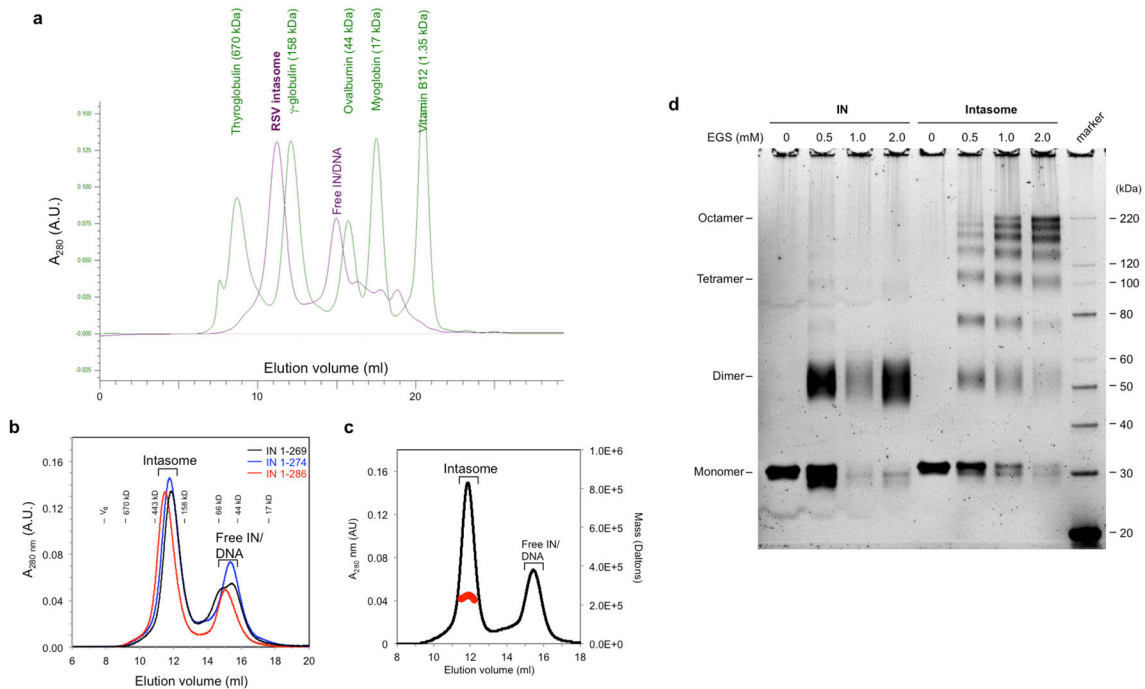 a
Thyroglobulin (670 kDa)
RSV intasome
γ-globulin (158 kDa)
Ovalbumin (44 kDa)
Myoglobin (17 kDa)
Vitamin B12 (1.35 kDa)
Free IN/DNA
A280 (A.U.)
0.150
0.125
0.100
0.075
0.050
0.025
-0.000
-0.025
0
10
20
Elution volume (ml)
b
IN 1-269
IN 1-274
IN 1-286
Intasome
Free IN/
DNA
– V0
– 670 kD
– 443 kD
– 158 kD
– 66 kD
– 44 kD
– 17 kD
A280 nm (A.U.)
0.16
0.12
0.08
0.04
0.00
6 8 10 12 14 16 18 20
Elution volume (ml)
c
Intasome
Free IN/
DNA
A280 nm (AU)
0.16
0.12
0.08
0.04
0
1.0E+6
8.0E+5
6.0E+5
4.0E+5
2.0E+5
0.0E+00
Mass (Daltons)
8 10 12 14 16 18
Elution volume (ml)
d
IN Intasome
EGS (mM) 0 0.5 1.0 2.0 0 0.5 1.0 2.0 marker
(kDa)
Octamer– – 220
– 120
Tetramer– – 100
– 80
– 60
Dimer– – 50
– 40
Monomer– – 30
– 20